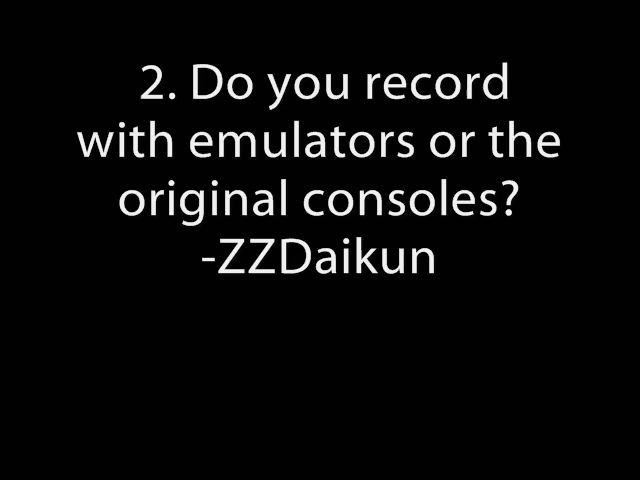 2. Do you record
with emulators or the
original consoles?
-ZZDaikun